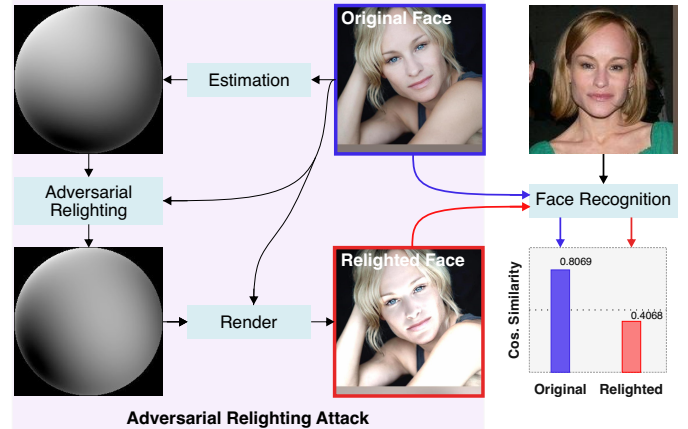 Original Face
Estimation
Adversarial
Relighting
Face Recognition
Relighted Face
Render
0.8069
0.4068
Cos. Similarity
Original
Relighted
Adversarial Relighting Attack